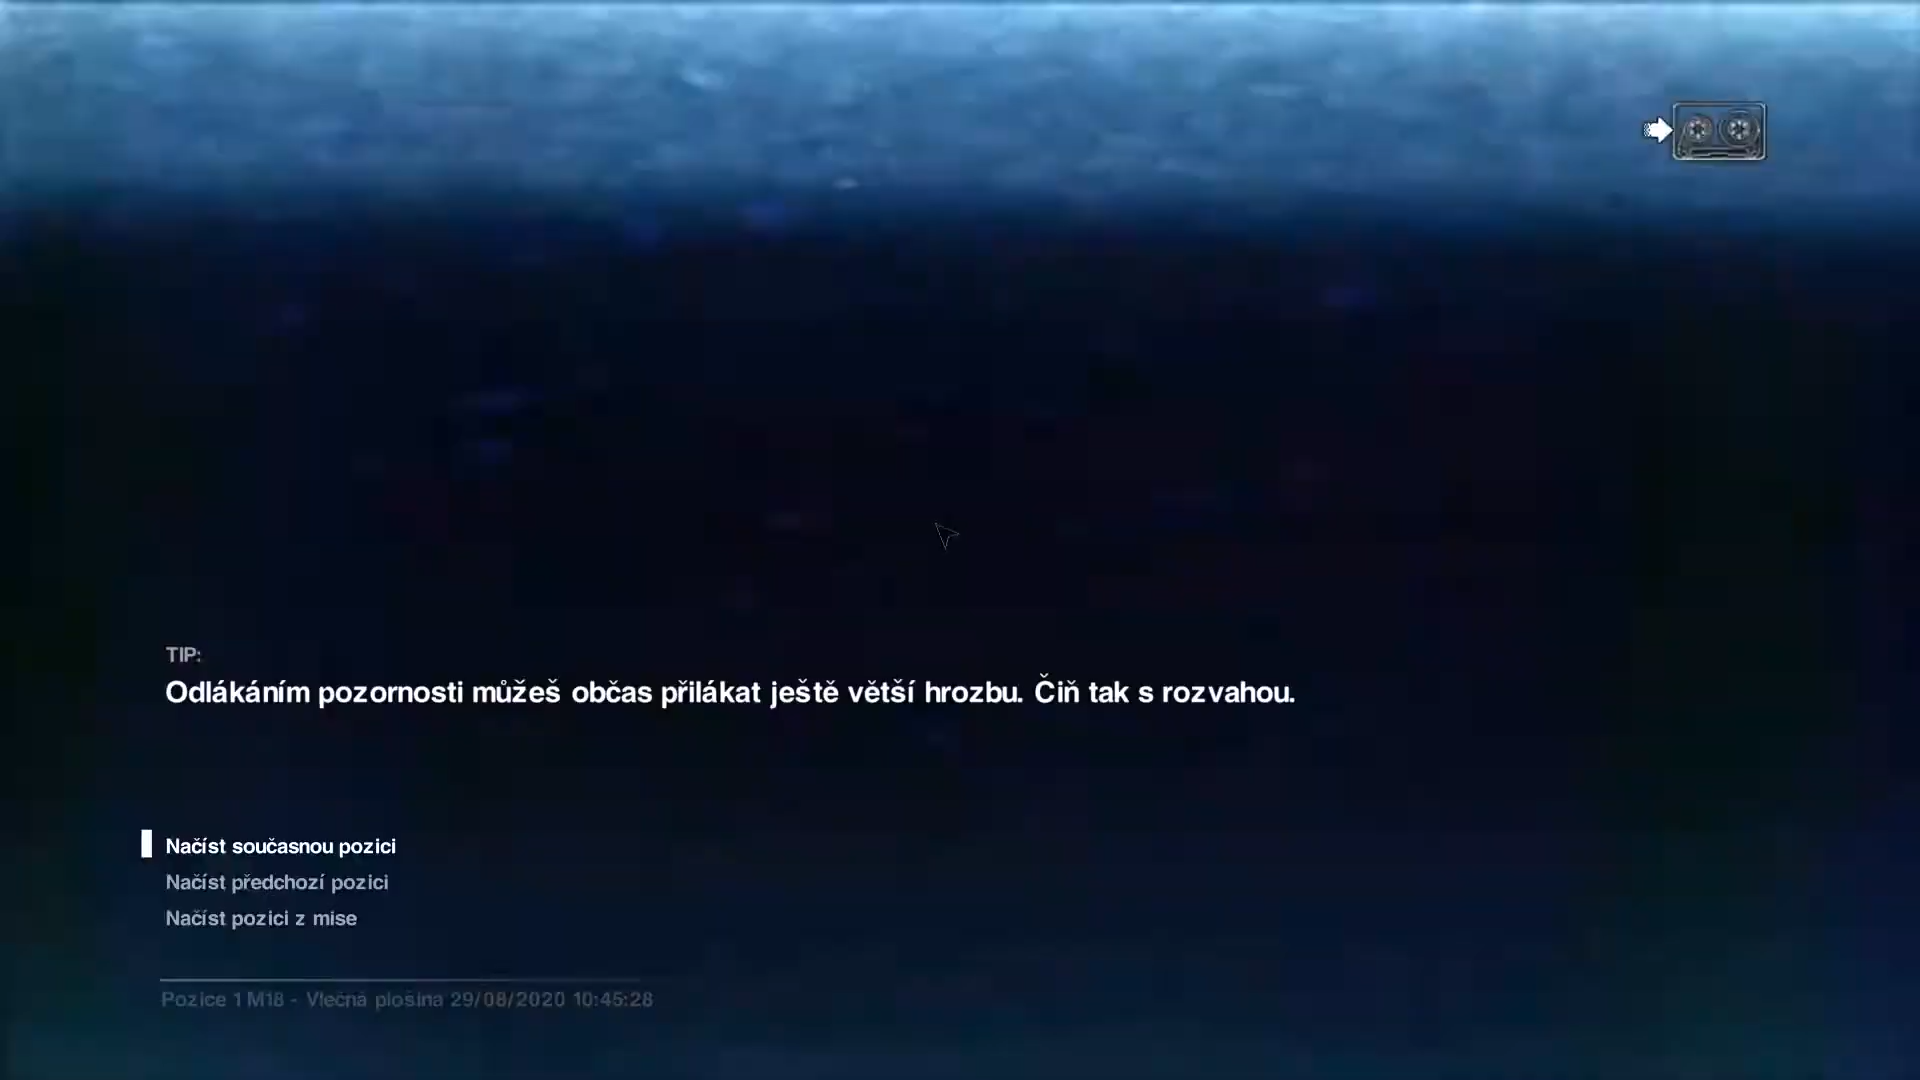 TIP:
Odlákáním pozornosti můžeš občas přilákat ještě větší hrozbu. Čiň tak s rozvahou.
Načíst současnou pozici
Načíst předchozí pozici
Načíst pozici z mise
Pozice 1 M18 - Vlečná plošina 29/08/2020 10:45:28